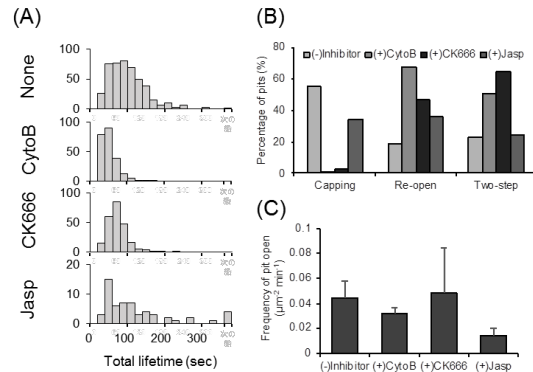 (A)
None
100
50
0
CytoB
100
50
0
CK666
100
50
0
Jasp
20
10
0
0 100 200 300
Total lifetime (sec)
(B)
Percentage of pits (%)
80
60
40
20
0
(-)Inhibitor (+)CytoB (+)CK666 (+)Jasp
Capping Re-open Two-step
(C)
Frequency of pit open
(μm⁻² min⁻¹)
0.1
0.08
0.06
0.04
0.02
0
(-)Inhibitor (+)CytoB (+)CK666 (+)Jasp